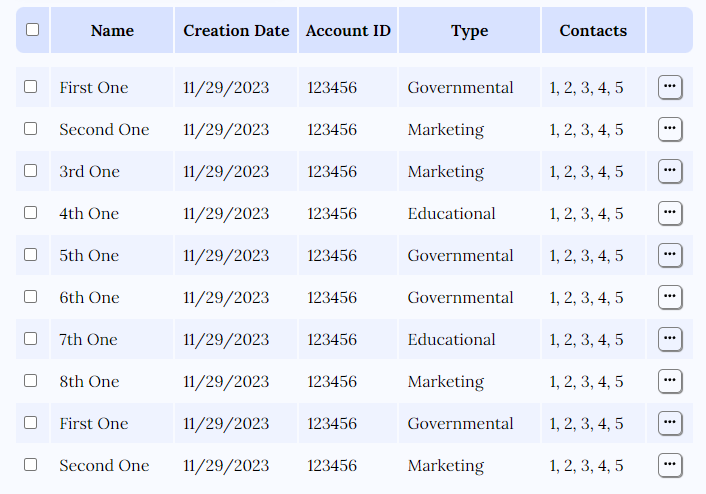 Name Creation Date Account ID Type Contacts
First One 11/29/2023 123456 Governmental 1, 2, 3, 4, 5 •••
Second One 11/29/2023 123456 Marketing 1, 2, 3, 4, 5 •••
3rd One 11/29/2023 123456 Marketing 1, 2, 3, 4, 5 •••
4th One 11/29/2023 123456 Educational 1, 2, 3, 4, 5 •••
5th One 11/29/2023 123456 Governmental 1, 2, 3, 4, 5 •••
6th One 11/29/2023 123456 Governmental 1, 2, 3, 4, 5 •••
7th One 11/29/2023 123456 Educational 1, 2, 3, 4, 5 •••
8th One 11/29/2023 123456 Marketing 1, 2, 3, 4, 5 •••
First One 11/29/2023 123456 Governmental 1, 2, 3, 4, 5 •••
Second One 11/29/2023 123456 Marketing 1, 2, 3, 4, 5 •••